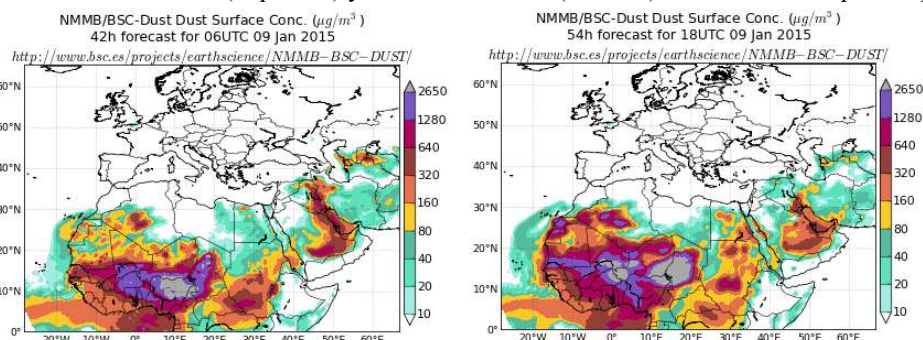 NMMB/BSC-Dust Dust Surface Conc. (µg/m³)
42h forecast for 06UTC 09 Jan 2015
http://www.bsc.es/projects/earthscience/NMMB-BSC-DUST/
50°N
40°N
30°N
20°N
10°N
0°
20°W 10°W 0° 10°E 20°E 30°E 40°E 50°E 60°E
2650
1280
640
320
160
80
40
20
10
NMMB/BSC-Dust Dust Surface Conc. (µg/m³)
54h forecast for 18UTC 09 Jan 2015
http://www.bsc.es/projects/earthscience/NMMB-BSC-DUST/
60°N
50°N
40°N
30°N
20°N
10°N
0°
20°W 10°W 0° 10°E 20°E 30°E 40°E 50°E 60°E
2650
1280
640
320
160
80
40
20
10